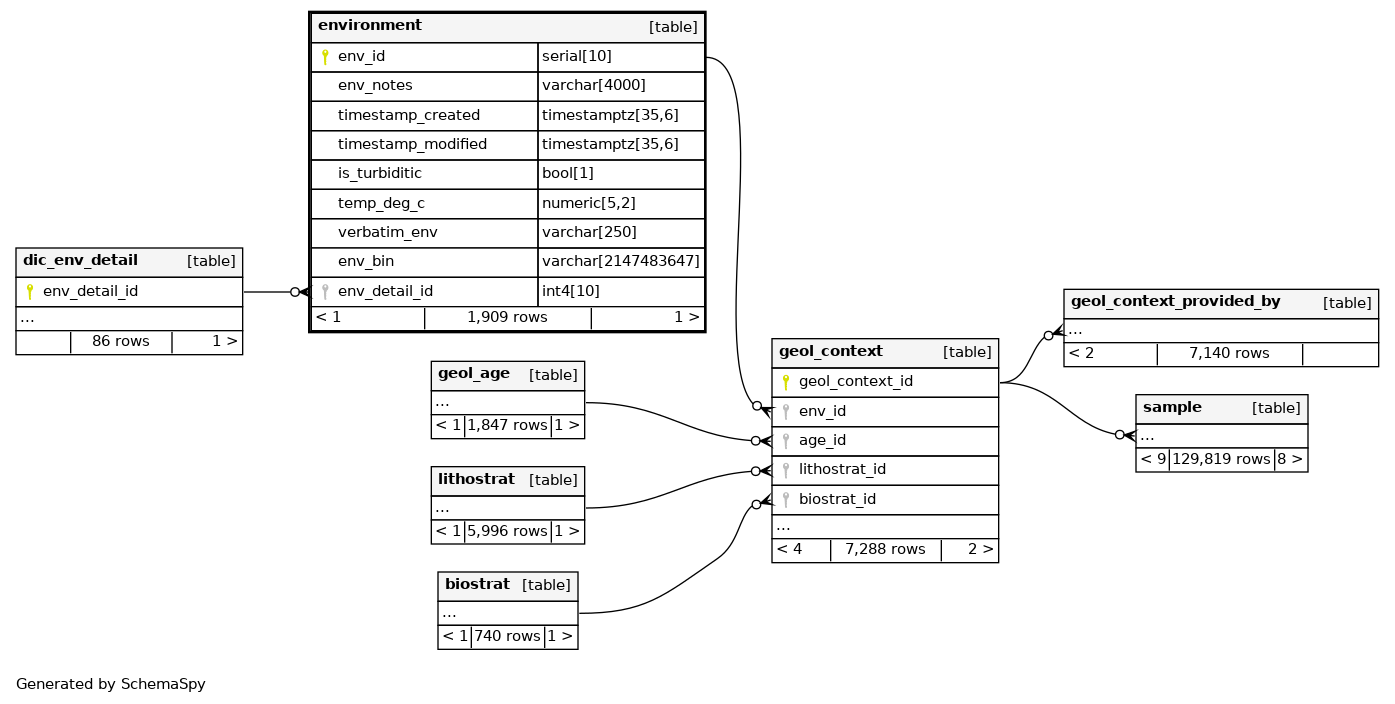 environment [table]
env_id serial[10]
env_notes varchar[4000]
timestamp_created timestamptz[35,6]
timestamp_modified timestamptz[35,6]
is_turbiditic bool[1]
temp_deg_c numeric[5,2]
verbatim_env varchar[250]
env_bin varchar[2147483647]
env_detail_id int4[10]
< 1 1,909 rows 1 >
dic_env_detail [table]
env_detail_id
...
86 rows 1 >
geol_age [table]
...
< 1 1,847 rows 1 >
lithostrat [table]
...
< 1 5,996 rows 1 >
biostrat [table]
...
< 1 740 rows 1 >
geol_context [table]
geol_context_id
env_id
age_id
lithostrat_id
biostrat_id
...
< 4 7,288 rows 2 >
geol_context_provided_by [table]
...
< 2 7,140 rows
sample [table]
...
< 9 129,819 rows 8 >
Generated by SchemaSpy